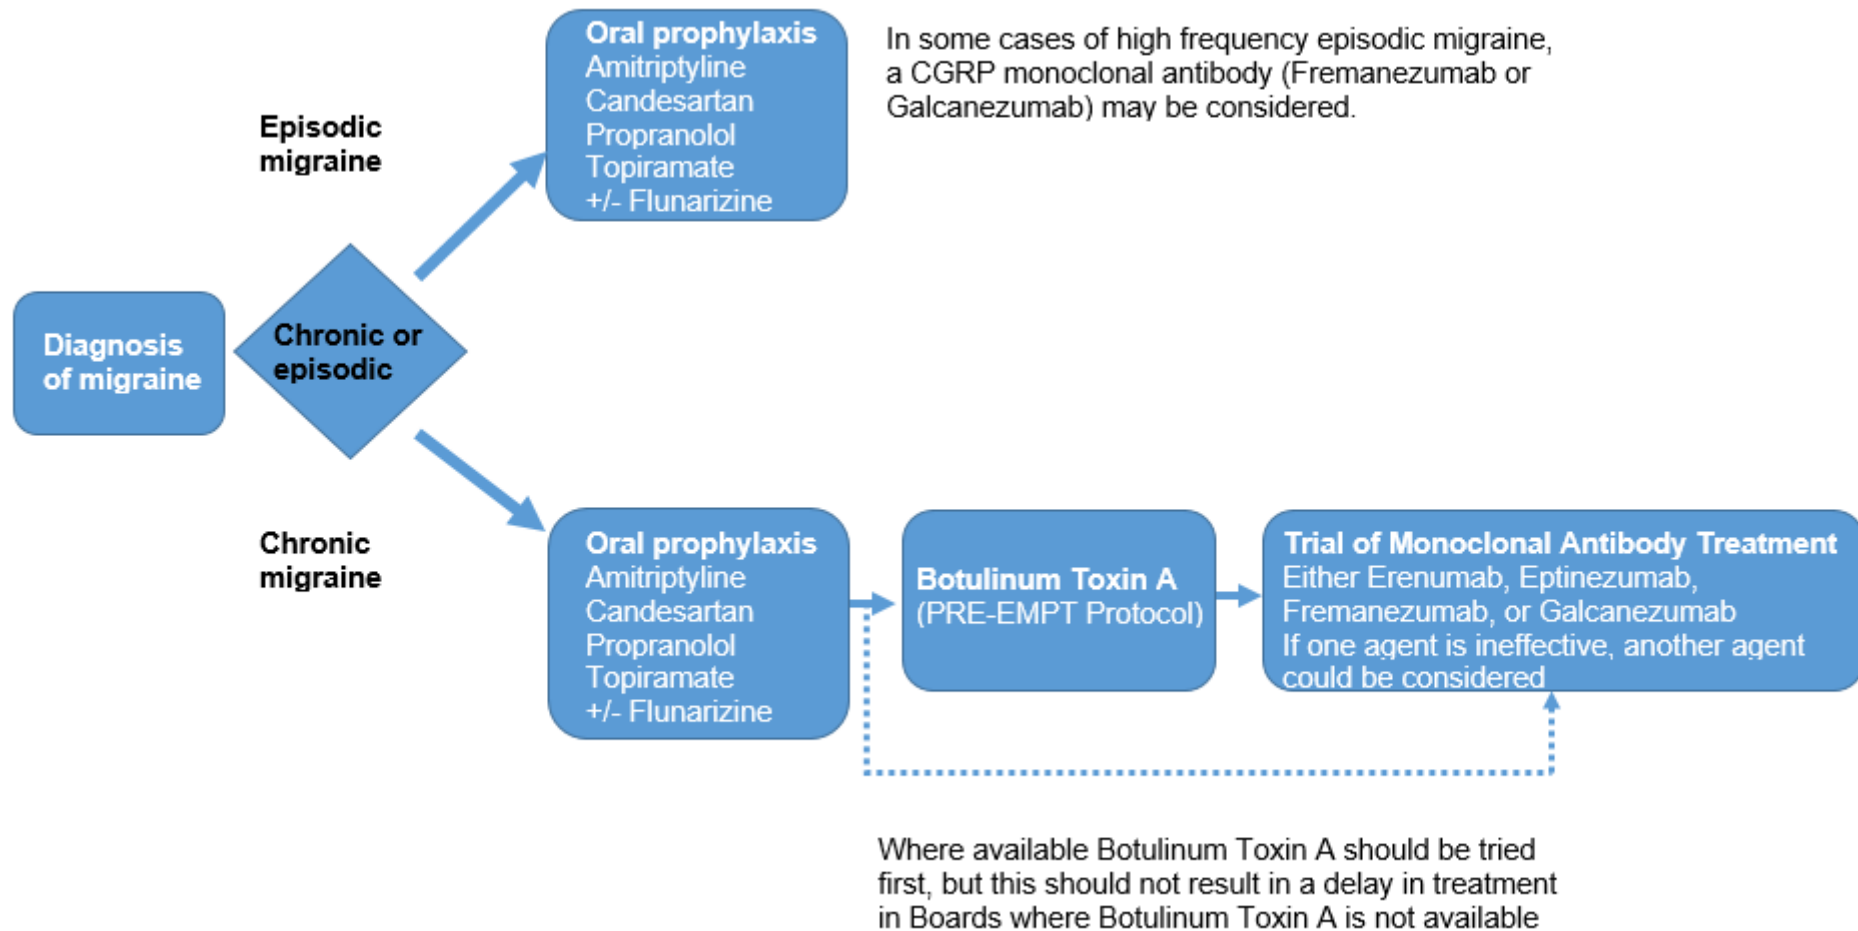 Oral prophylaxis
Amitriptyline
Candesartan
Propranolol
Topiramate
+/- Flunarizine
In some cases of high frequency episodic migraine,
a CGRP monoclonal antibody (Fremanezumab or
Galcanezumab) may be considered.
Episodic
migraine
Diagnosis
of migraine
Chronic or
episodic
Chronic
migraine
Oral prophylaxis
Amitriptyline
Candesartan
Propranolol
Topiramate
+/- Flunarizine
Botulinum Toxin A
(PRE-EMPT Protocol)
Trial of Monoclonal Antibody Treatment
Either Erenumab, Eptinezumab,
Fremanezumab, or Galcanezumab
If one agent is ineffective, another agent
could be considered
Where available Botulinum Toxin A should be tried
first, but this should not result in a delay in treatment
in Boards where Botulinum Toxin A is not available